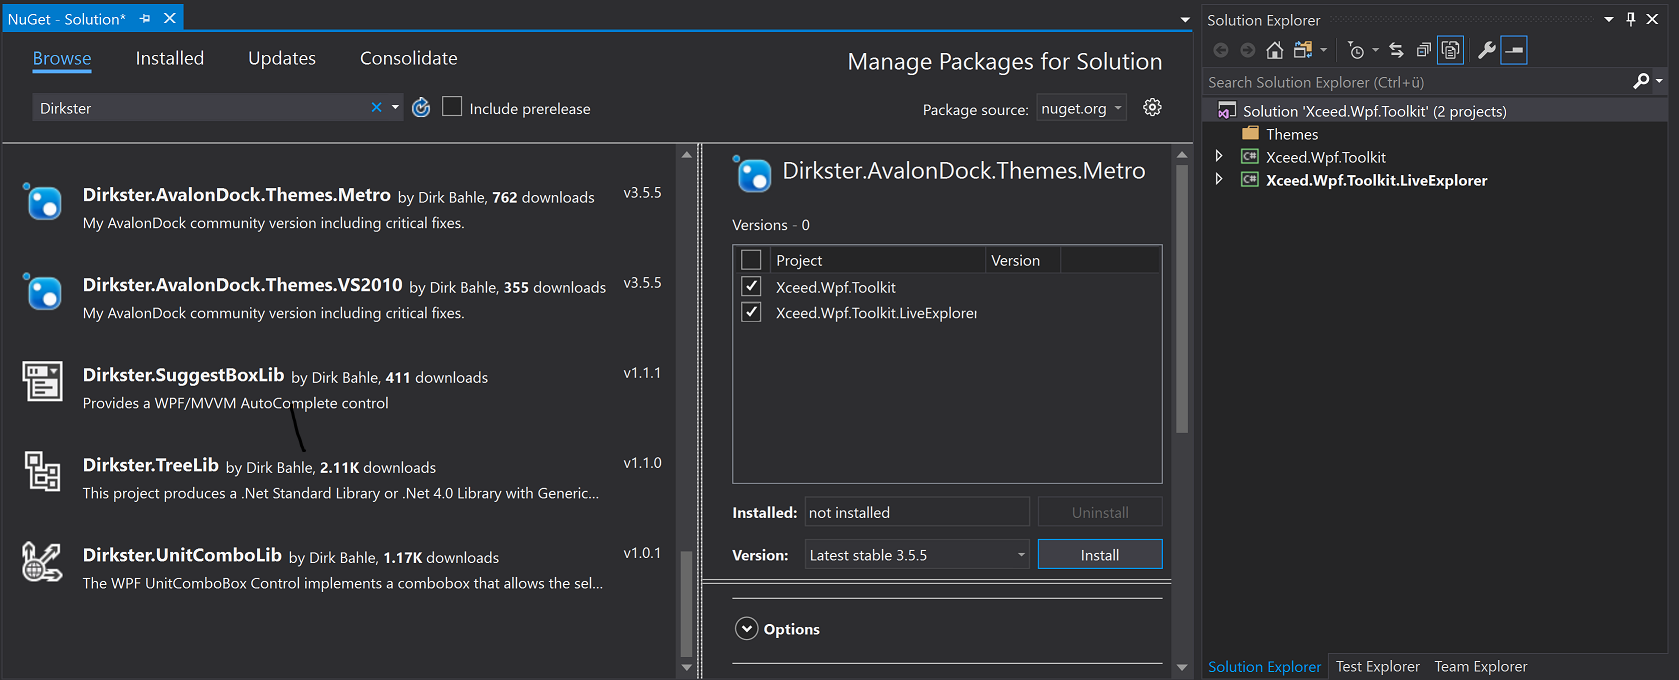 NuGet - Solution*
Browse Installed Updates Consolidate
Manage Packages for Solution
Dirkster
Include prerelease
Package source: nuget.org
Dirkster.AvalonDock.Themes.Metro by Dirk Bahle, 762 downloads v3.5.5
My AvalonDock community version including critical fixes.
Dirkster.AvalonDock.Themes.VS2010 by Dirk Bahle, 355 downloads v3.5.5
My AvalonDock community version including critical fixes.
Dirkster.SuggestBoxLib by Dirk Bahle, 411 downloads v1.1.1
Provides a WPF/MVVM AutoComplete control
Dirkster.TreeLib by Dirk Bahle, 2.11K downloads v1.1.0
This project produces a .Net Standard Library or .Net 4.0 Library with Generic...
Dirkster.UnitComboLib by Dirk Bahle, 1.17K downloads v1.0.1
The WPF UnitComboBox Control implements a combobox that allows the sel...
Dirkster.AvalonDock.Themes.Metro
Versions - 0
Project Version
Xceed.Wpf.Toolkit
Xceed.Wpf.Toolkit.LiveExplorer
Installed: not installed Uninstall
Version: Latest stable 3.5.5 Install
Options
Solution Explorer
Search Solution Explorer (Ctrl+ü)
Solution 'Xceed.Wpf.Toolkit' (2 projects)
Themes
C# Xceed.Wpf.Toolkit
C# Xceed.Wpf.Toolkit.LiveExplorer
Solution Explorer Test Explorer Team Explorer